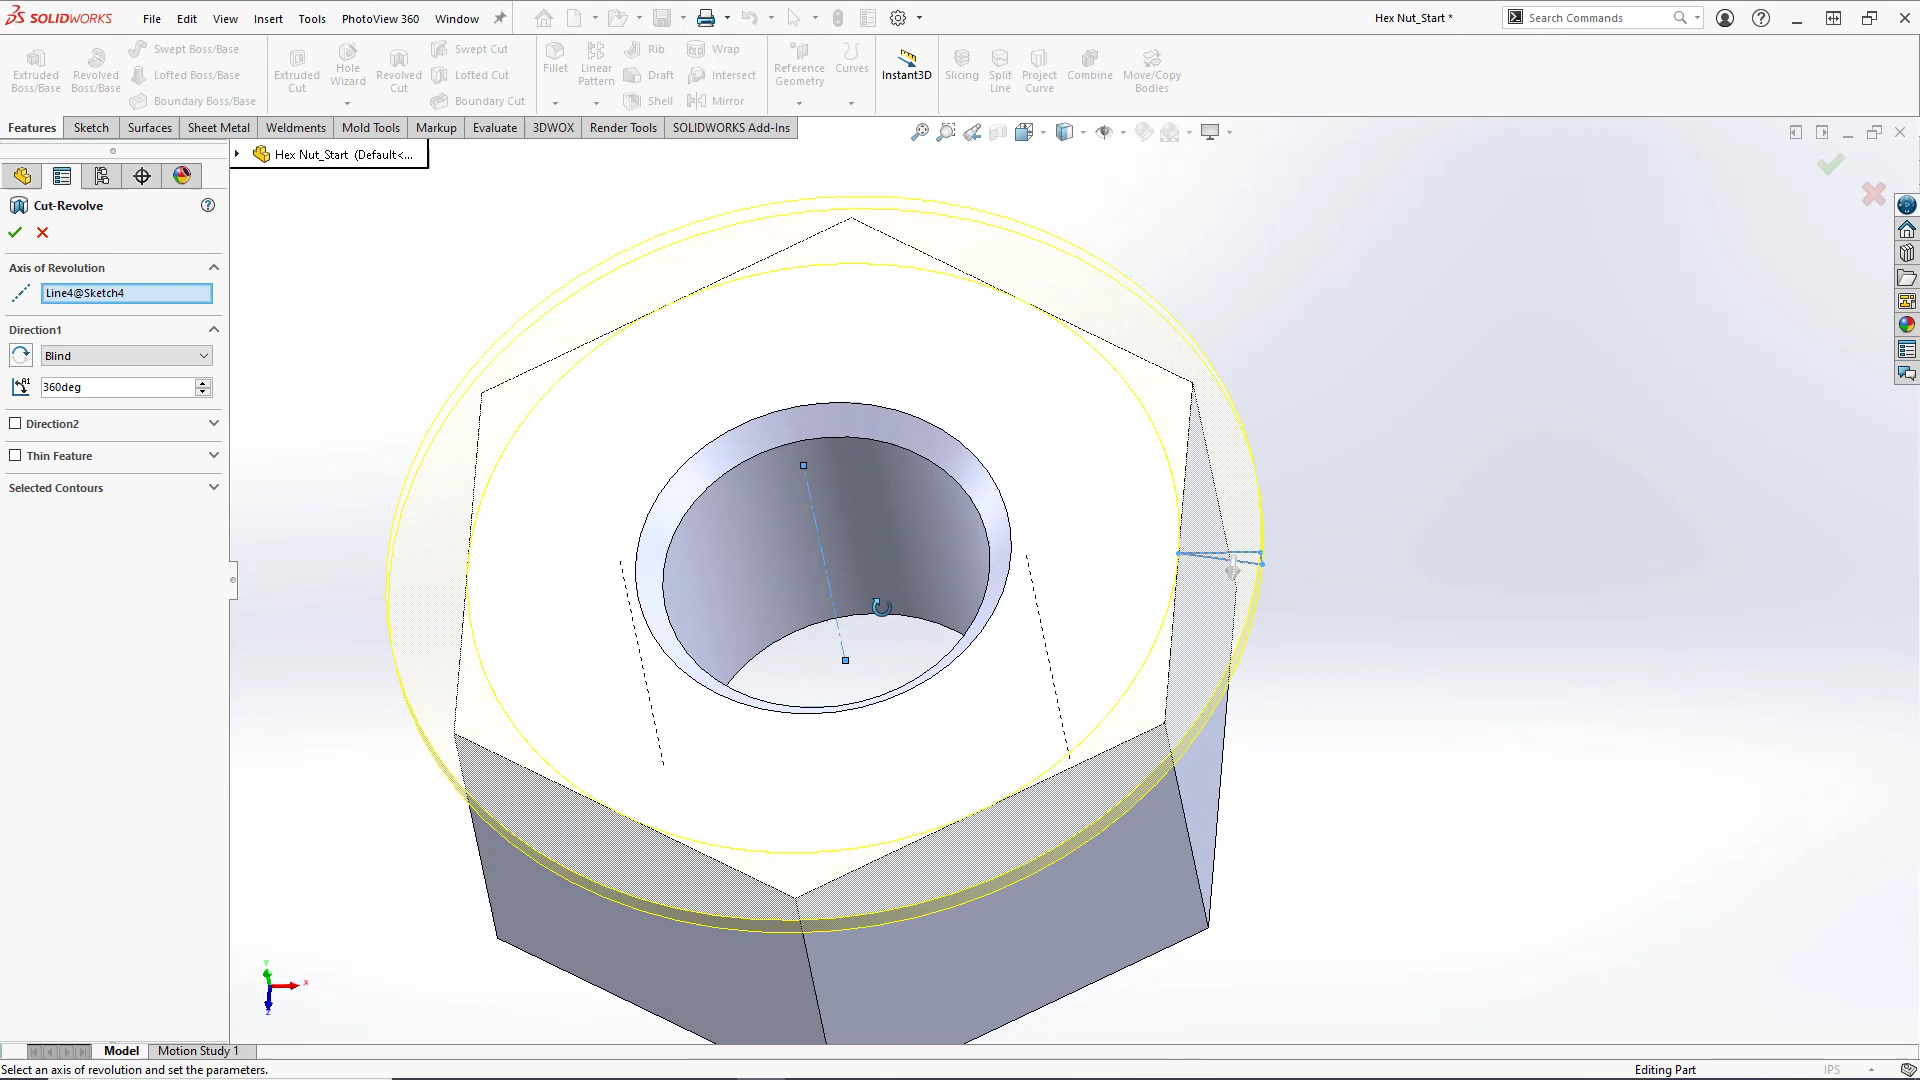 SOLIDWORKS File Edit View Insert Tools PhotoView 360 Window Hex Nut_Start * Search Commands
Extruded Boss/Base
Revolved Boss/Base
Swept Boss/Base
Lofted Boss/Base
Boundary Boss/Base
Extruded Cut
Hole Wizard
Revolved Cut
Swept Cut
Lofted Cut
Boundary Cut
Fillet
Linear Pattern
Rib
Draft
Shell
Wrap
Intersect
Mirror
Reference Geometry
Curves
Instant3D
Slicing
Split Line
Project Curve
Combine
Move/Copy Bodies
Features Sketch Surfaces Sheet Metal Weldments Mold Tools Markup Evaluate 3DWOX Render Tools SOLIDWORKS Add-Ins
Hex Nut_Start (Default<...
Cut-Revolve
Axis of Revolution
Line4@Sketch4
Direction1
Blind
360deg
Direction2
Thin Feature
Selected Contours
Y
X
Z
Model Motion Study 1
Select an axis of revolution and set the parameters. Editing Part IPS